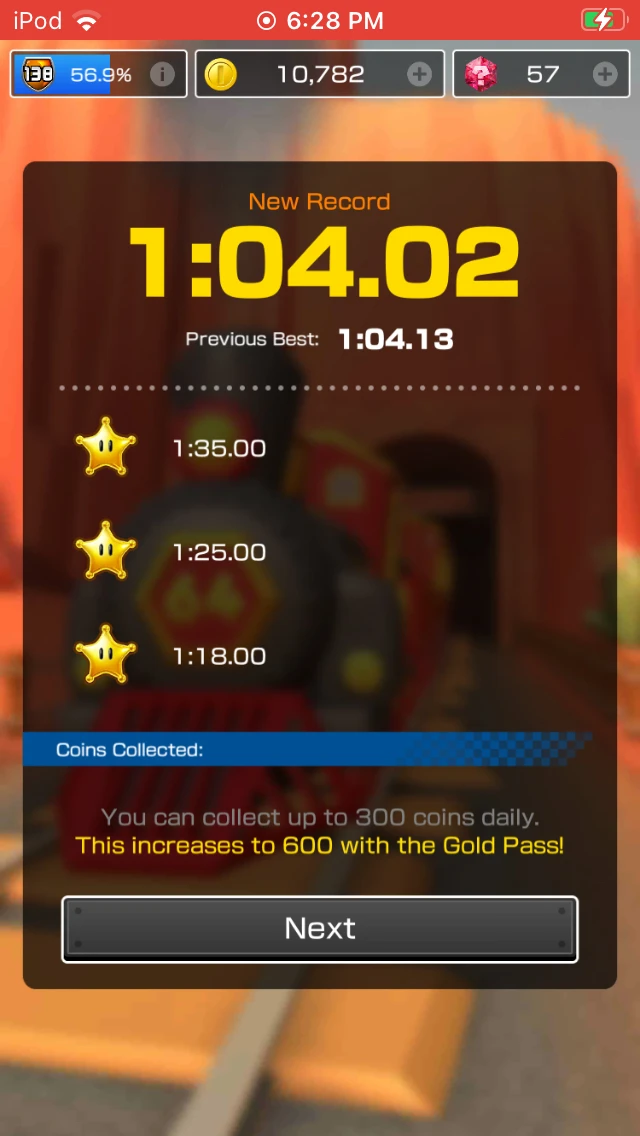 iPod 6:28 PM
138 56.9% i 10,782 + ? 57 +
New Record
1:04.02
Previous Best: 1:04.13
1:35.00
1:25.00
64
1:18.00
Coins Collected:
You can collect up to 300 coins daily.
This increases to 600 with the Gold Pass!
Next